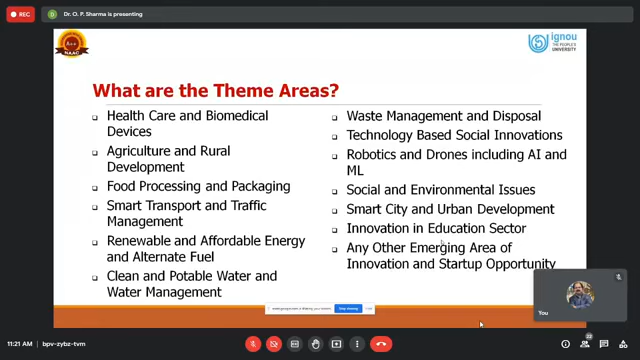 REC
D
Dr. O. P. Sharma is presenting
A++
NAAC
ignou
THE PEOPLE'S
UNIVERSITY
What are the Theme Areas?
Health Care and Biomedical
Devices
Agriculture and Rural
Development
Food Processing and Packaging
Smart Transport and Traffic
Management
Renewable and Affordable Energy
and Alternate Fuel
Clean and Potable Water and
Water Management
Waste Management and Disposal
Technology Based Social Innovations
Robotics and Drones including AI and
ML
Social and Environmental Issues
Smart City and Urban Development
Innovation in Education Sector
Any Other Emerging Area of
Innovation and Startup Opportunity
Stop sharing
You
11:21 AM | bpv-zybz-tvm